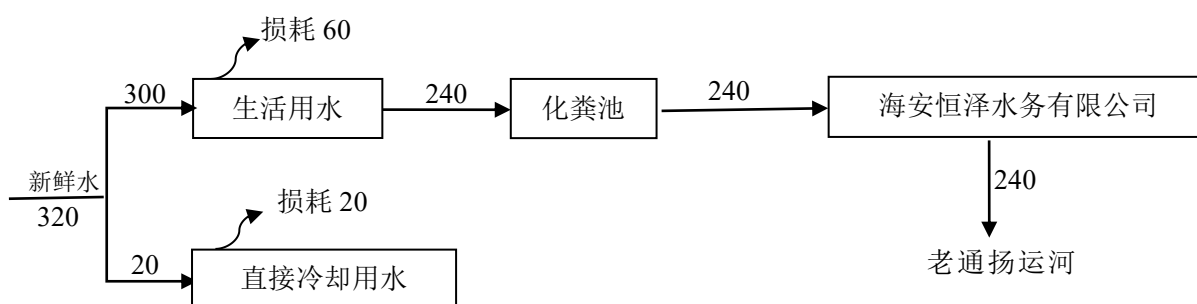 损耗 60
300
生活用水
240
化粪池
240
海安恒泽水务有限公司
240
老通扬运河
新鲜水
320
损耗 20
20
直接冷却用水